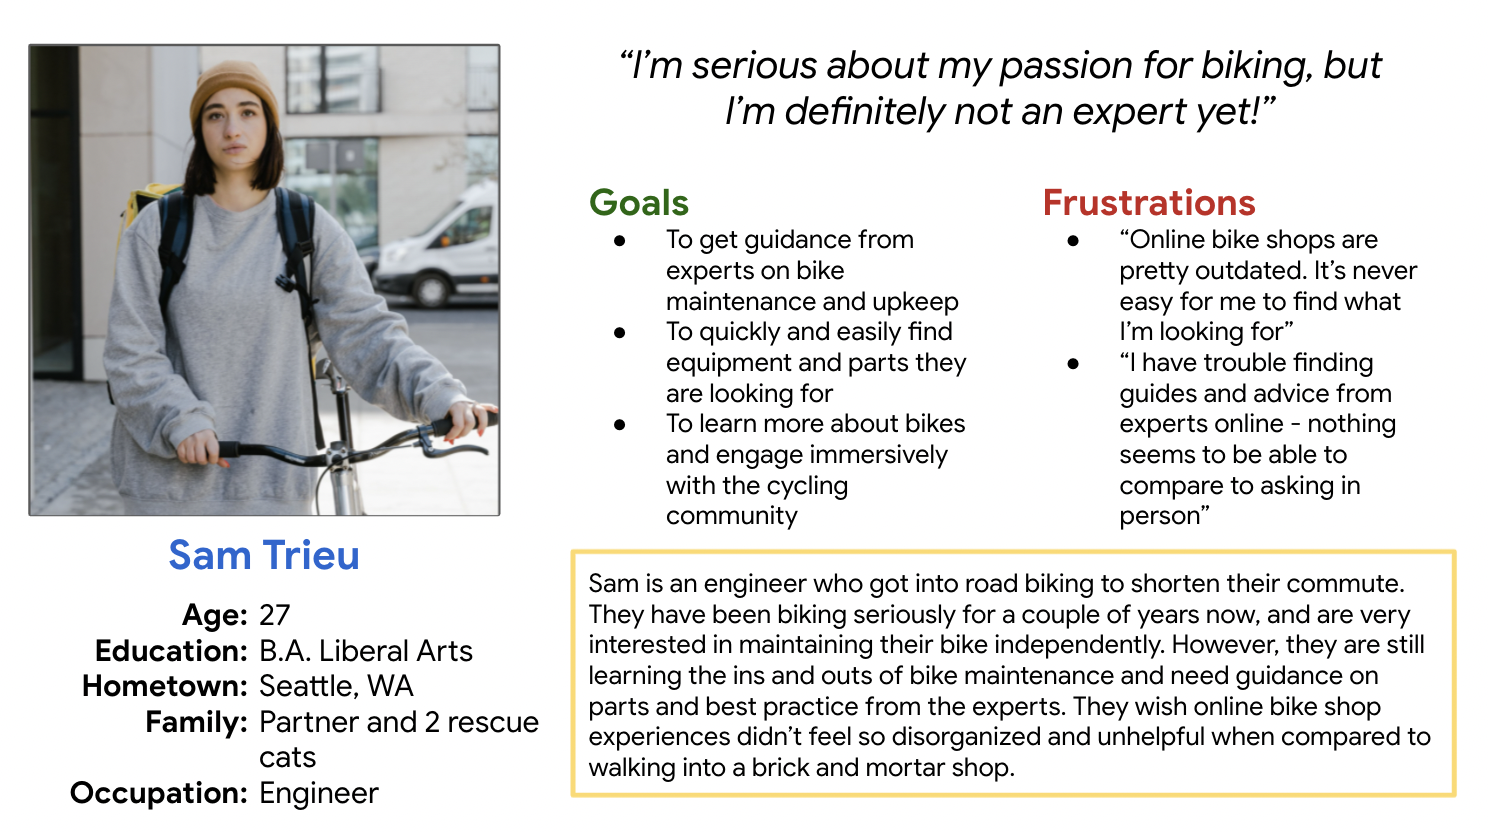 “I’m serious about my passion for biking, but
I’m definitely not an expert yet!”
Goals
● To get guidance from
experts on bike
maintenance and upkeep
● To quickly and easily find
equipment and parts they
are looking for
● To learn more about bikes
and engage immersively
with the cycling
community
Frustrations
● “Online bike shops are
pretty outdated. It’s never
easy for me to find what
I’m looking for”
● “I have trouble finding
guides and advice from
experts online - nothing
seems to be able to
compare to asking in
person”
Sam Trieu
Age: 27
Education: B.A. Liberal Arts
Hometown: Seattle, WA
Family: Partner and 2 rescue
cats
Occupation: Engineer
Sam is an engineer who got into road biking to shorten their commute.
They have been biking seriously for a couple of years now, and are very
interested in maintaining their bike independently. However, they are still
learning the ins and outs of bike maintenance and need guidance on
parts and best practice from the experts. They wish online bike shop
experiences didn’t feel so disorganized and unhelpful when compared to
walking into a brick and mortar shop.